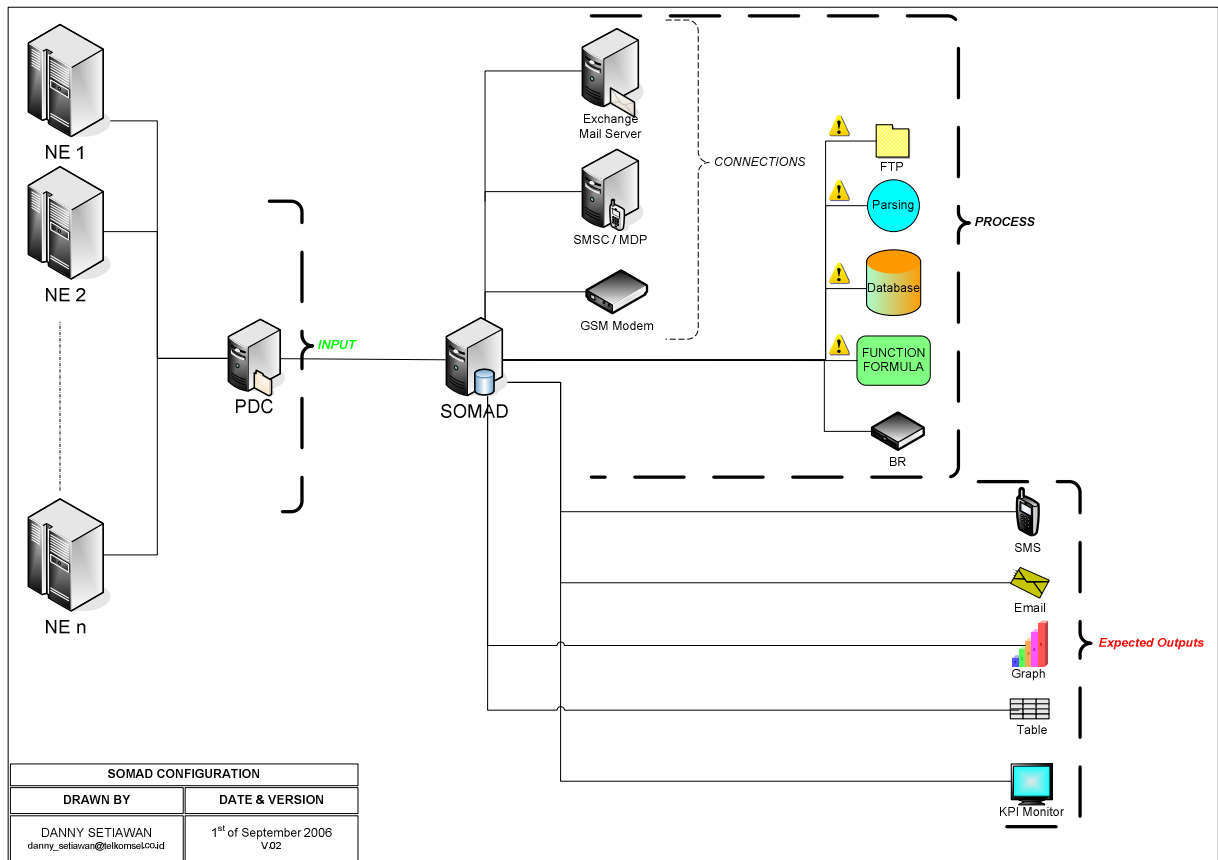 NE 1
NE 2
NE n
PDC
INPUT
SOMAD
Exchange
Mail Server
SMSC / MDP
GSM Modem
CONNECTIONS
FTP
Parsing
Database
FUNCTION
FORMULA
BR
PROCESS
SMS
Email
Graph
Table
KPI Monitor
Expected Outputs
SOMAD CONFIGURATION
DRAWN BY
DATE & VERSION
DANNY SETIAWAN
danny_setiawan@telkomsel.co.id
1st of September 2006
V.02